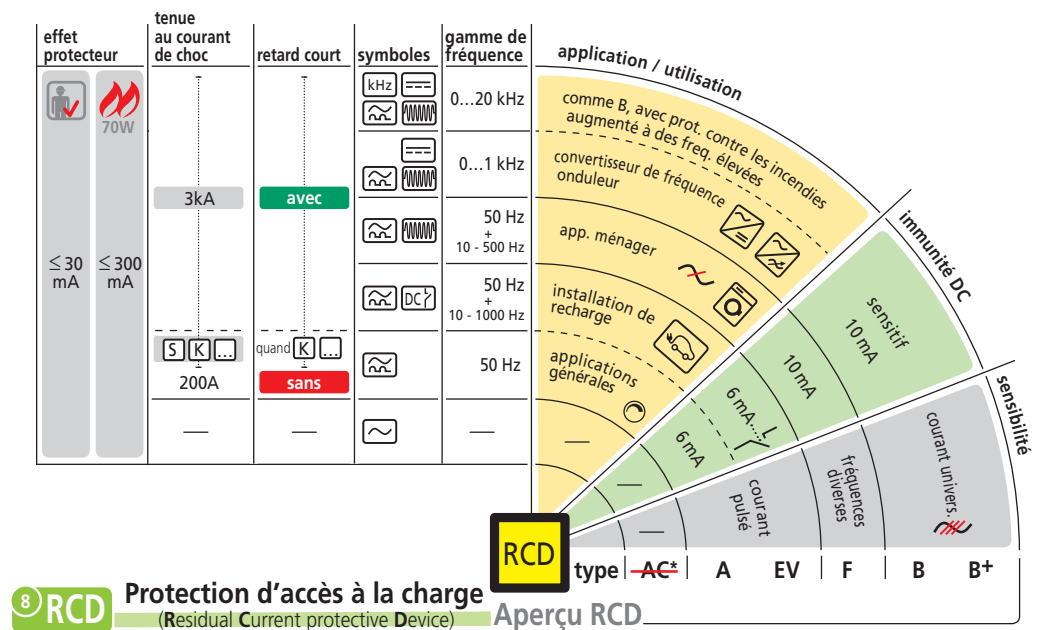 effet
protecteur
tenue
au courant
de choc
retard court
symboles
gamme de
fréquence
application / utilisation
70W
≤ 30
mA
≤ 300
mA
3kA
S K ...
200A
—
avec
quand K ...
sans
—
kHz
DC
0...20 kHz
0...1 kHz
50 Hz
+
10 - 500 Hz
50 Hz
+
10 - 1000 Hz
50 Hz
—
comme B, avec prot. contre les incendies
augmenté à des freq. élevées
convertisseur de fréquence
onduleur
app. ménager
installation de
recharge
applications
générales
—
immunité DC
sensitif
10 mA
10 mA
6 mA
6 mA
—
sensibilité
courant univers.
fréquences
diverses
courant
pulsé
—
RCD
type AC* A EV F B B+
8 RCD Protection d'accès à la charge
(Residual Current protective Device)
Aperçu RCD